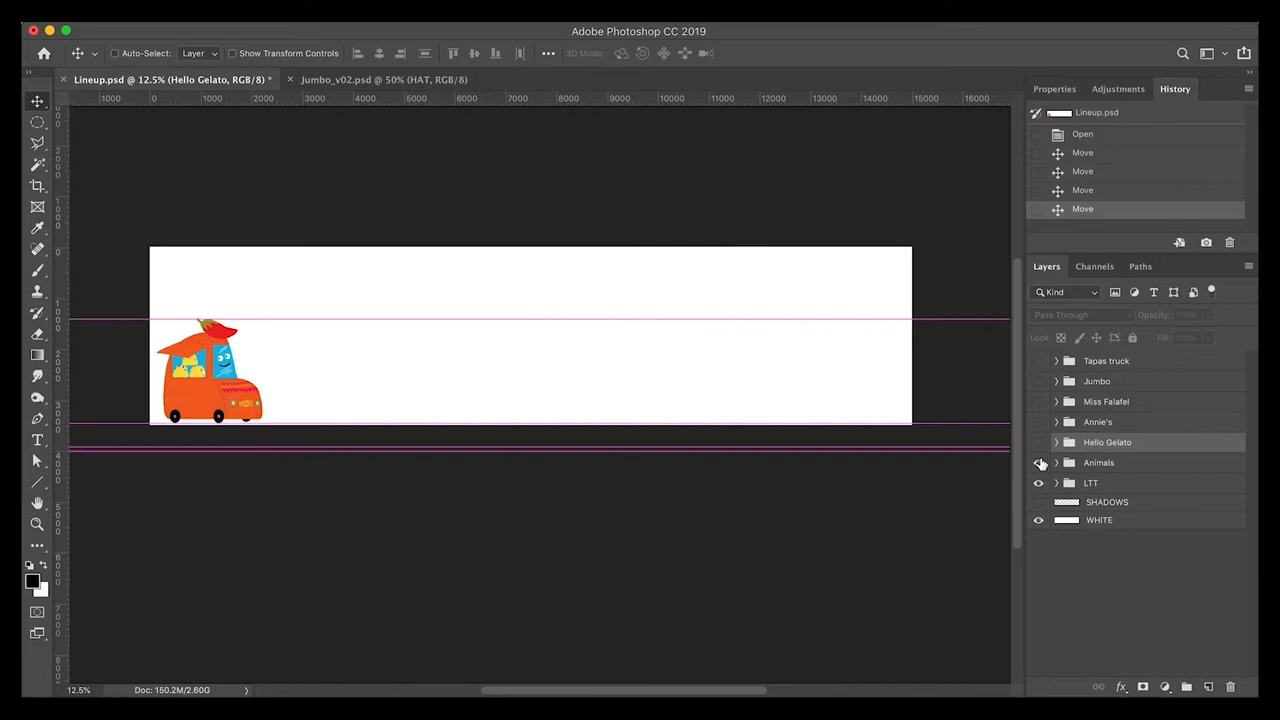 Adobe Photoshop CC 2019
Auto-Select: Layer Show Transform Controls 3D Mode:
Lineup.psd @ 12.5% (Hello Gelato, RGB/8) * Jumbo_v02.psd @ 50% (HAT, RGB/8)
1000 0 1000 2000 3000 4000 5000 6000 7000 8000 9000 10000 11000 12000 13000 14000 15000 16000
Properties Adjustments History
Lineup.psd
Open
Move
Move
Move
Move
Layers Channels Paths
Kind
Pass Through Opacity: 100%
Lock: Fill: 100%
Tapas truck
Jumbo
Miss Falafel
Annie's
Hello Gelato
Animals
LTT
SHADOWS
WHITE
12.5% Doc: 150.2M/2.60G